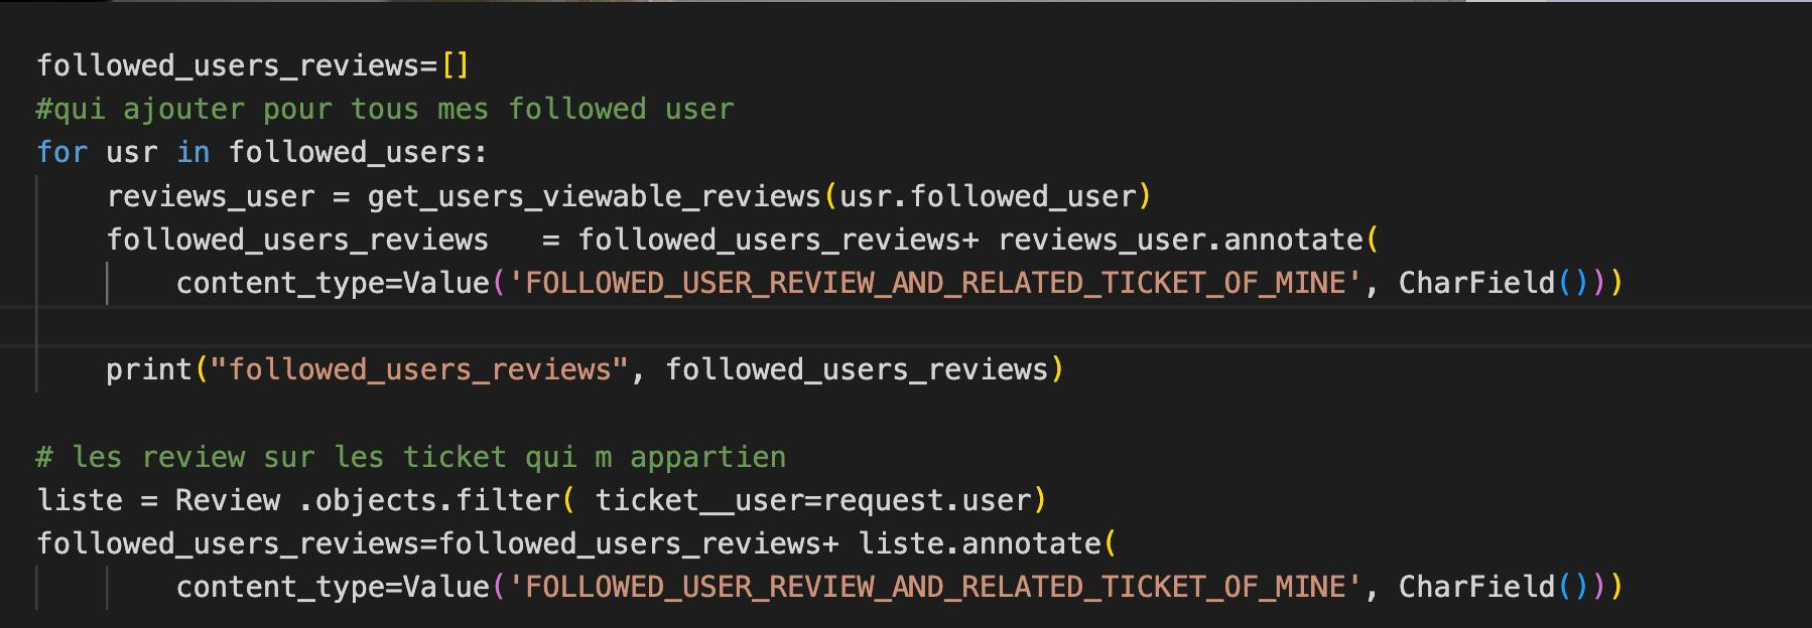 followed_users_reviews=[]
#qui ajouter pour tous mes followed user
for usr in followed_users:
    reviews_user = get_users_viewable_reviews(usr.followed_user)
    followed_users_reviews   = followed_users_reviews+ reviews_user.annotate(
        content_type=Value('FOLLOWED_USER_REVIEW_AND_RELATED_TICKET_OF_MINE', CharField()))
    print("followed_users_reviews", followed_users_reviews)
# les review sur les ticket qui m appartien
liste = Review .objects.filter( ticket__user=request.user)
followed_users_reviews=followed_users_reviews+ liste.annotate(
        content_type=Value('FOLLOWED_USER_REVIEW_AND_RELATED_TICKET_OF_MINE', CharField()))